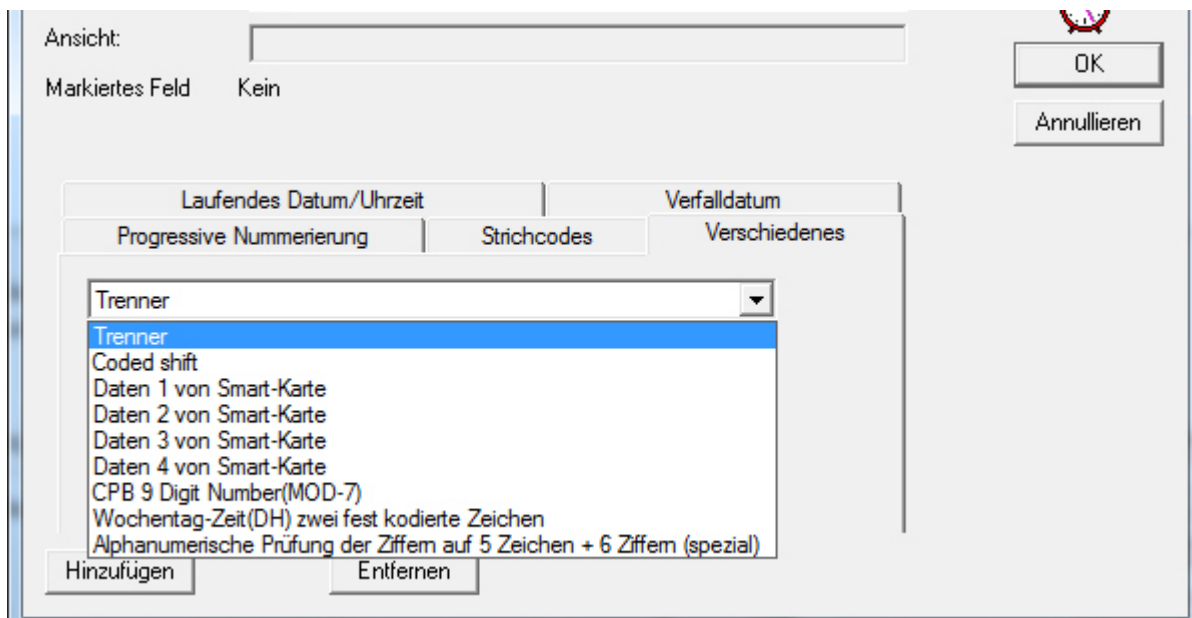 Ansicht:
OK
Markiertes Feld Kein
Annullieren
Laufendes Datum/Uhrzeit Verfalldatum
Progressive Nummerierung Strichcodes Verschiedenes
Trenner
Trenner
Coded shift
Daten 1 von Smart-Karte
Daten 2 von Smart-Karte
Daten 3 von Smart-Karte
Daten 4 von Smart-Karte
CPB 9 Digit Number(MOD-7)
Wochentag-Zeit(DH) zwei fest kodierte Zeichen
Alphanumerische Prüfung der Ziffern auf 5 Zeichen + 6 Ziffern (spezial)
Hinzufügen Entfernen